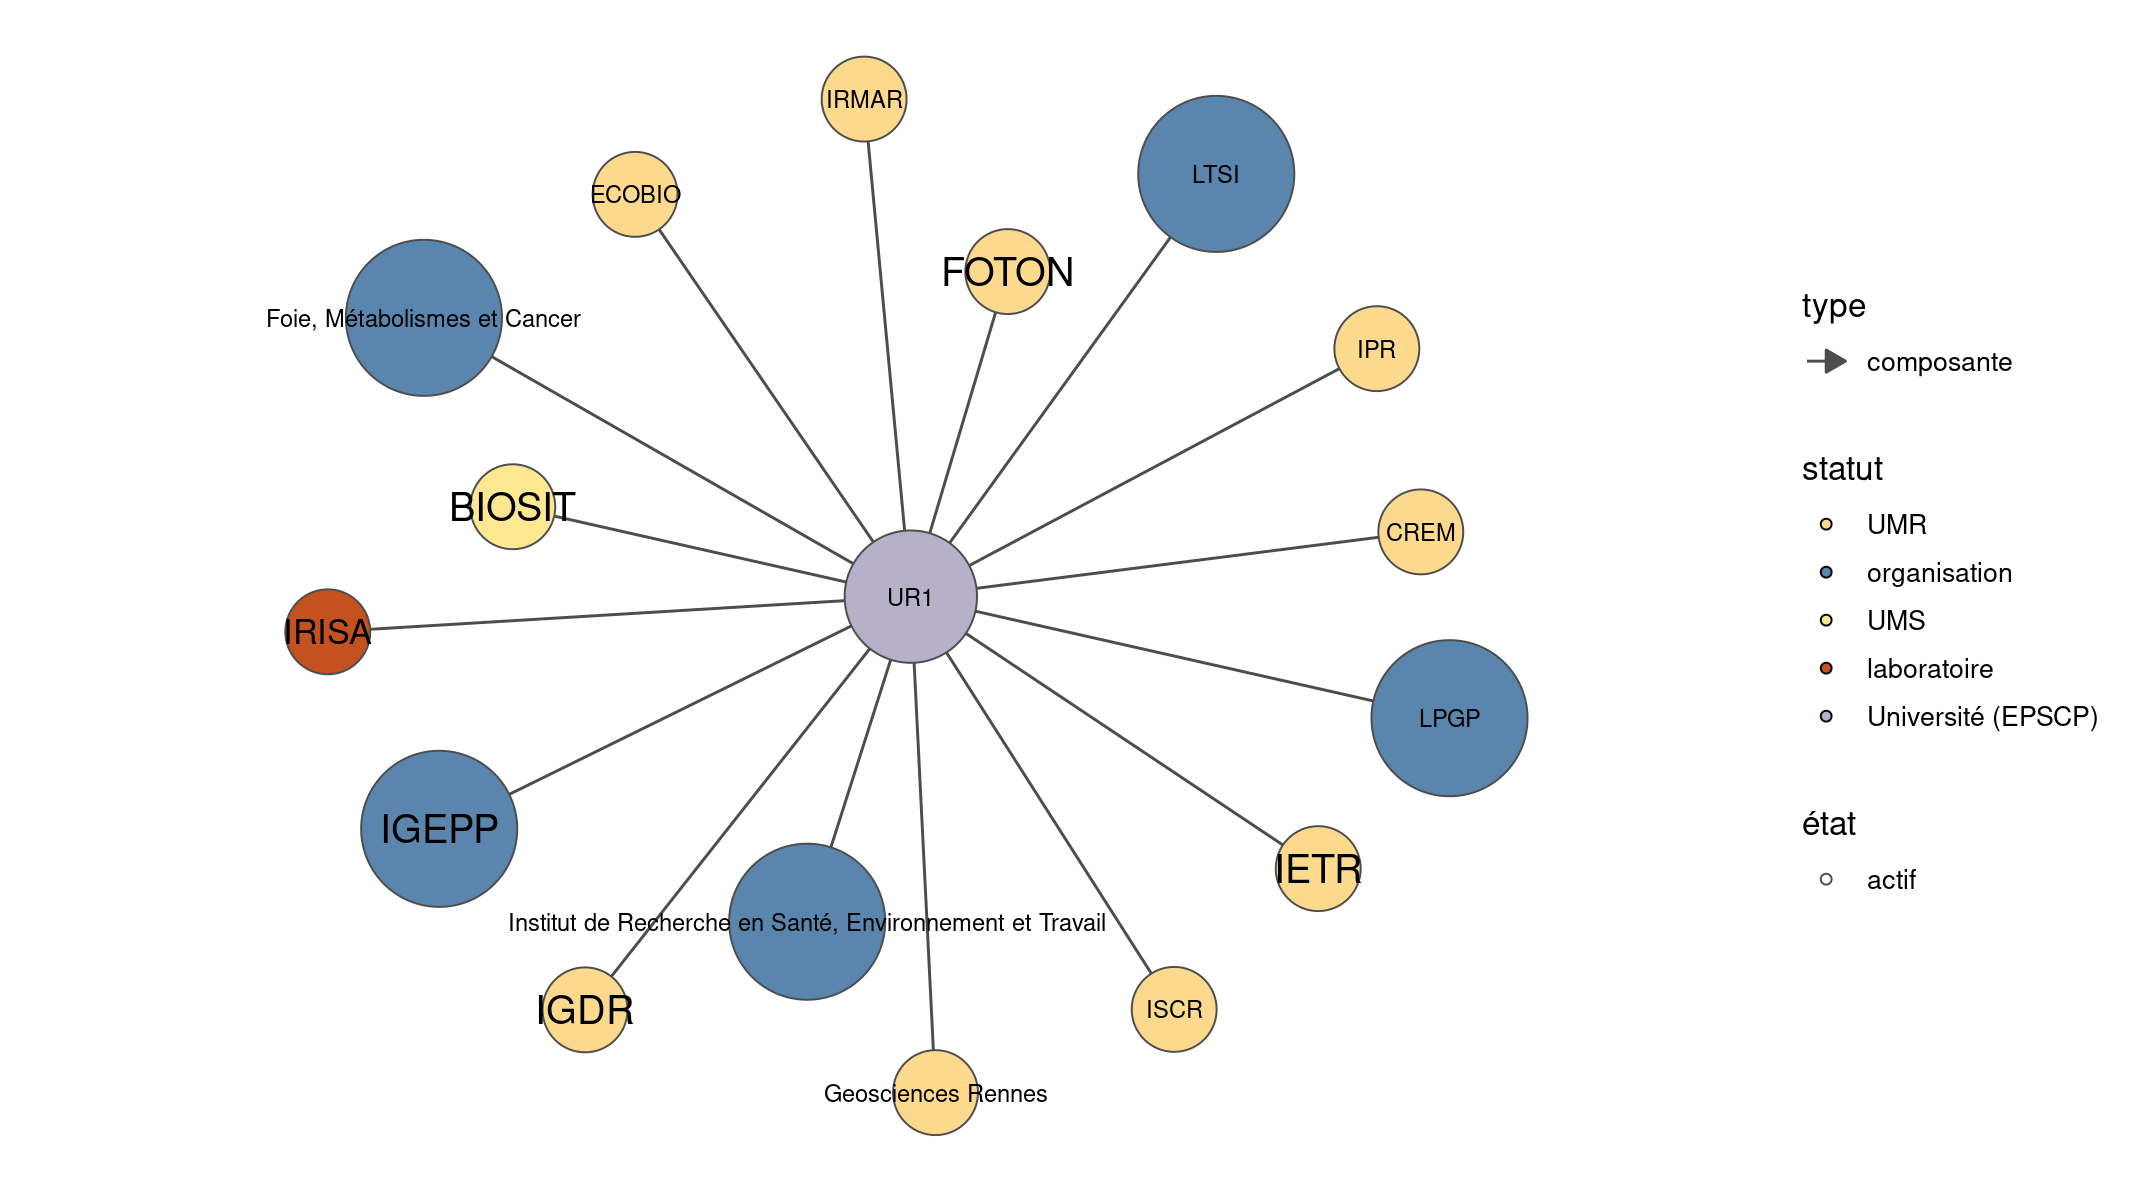 IRMAR
LTSI
ECOBIO
FOTON
Foie, Métabolismes et Cancer
IPR
BIOSIT
CREM
UR1
IRISA
LPGP
IGEPP
IETR
Institut de Recherche en Santé, Environnement et Travail
IGDR
ISCR
Geosciences Rennes
type
composante
statut
UMR
organisation
UMS
laboratoire
Université (EPSCP)
état
actif